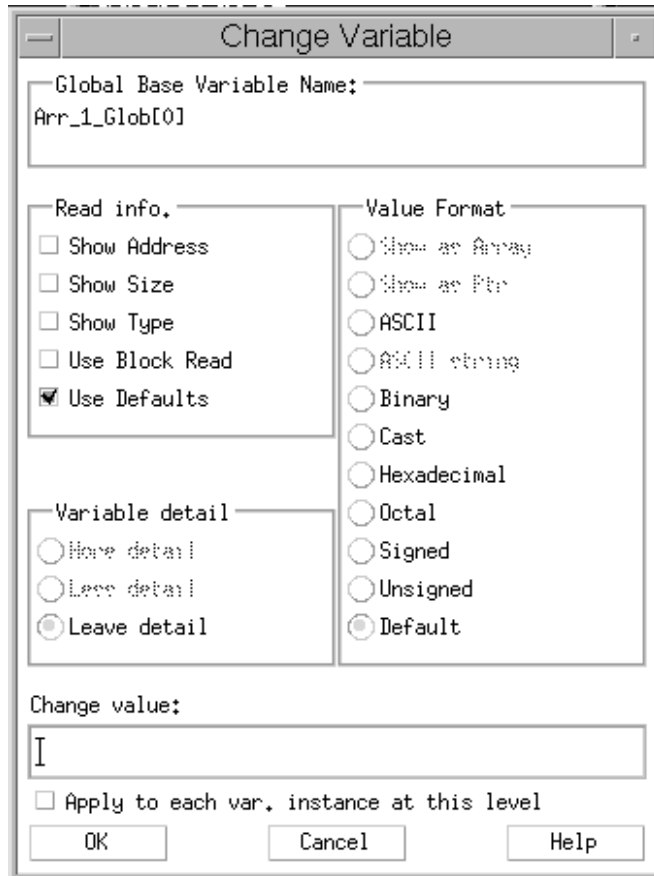 Change Variable
Global Base Variable Name:
Arr_1_Glob[0]
Read info.
Show Address
Show Size
Show Type
Use Block Read
Use Defaults
Variable detail
More detail
Less detail
Leave detail
Value Format
Show as Array
Show as Ptr
ASCII
ASCII string
Binary
Cast
Hexadecimal
Octal
Signed
Unsigned
Default
Change value:
Apply to each var. instance at this level
OK
Cancel
Help